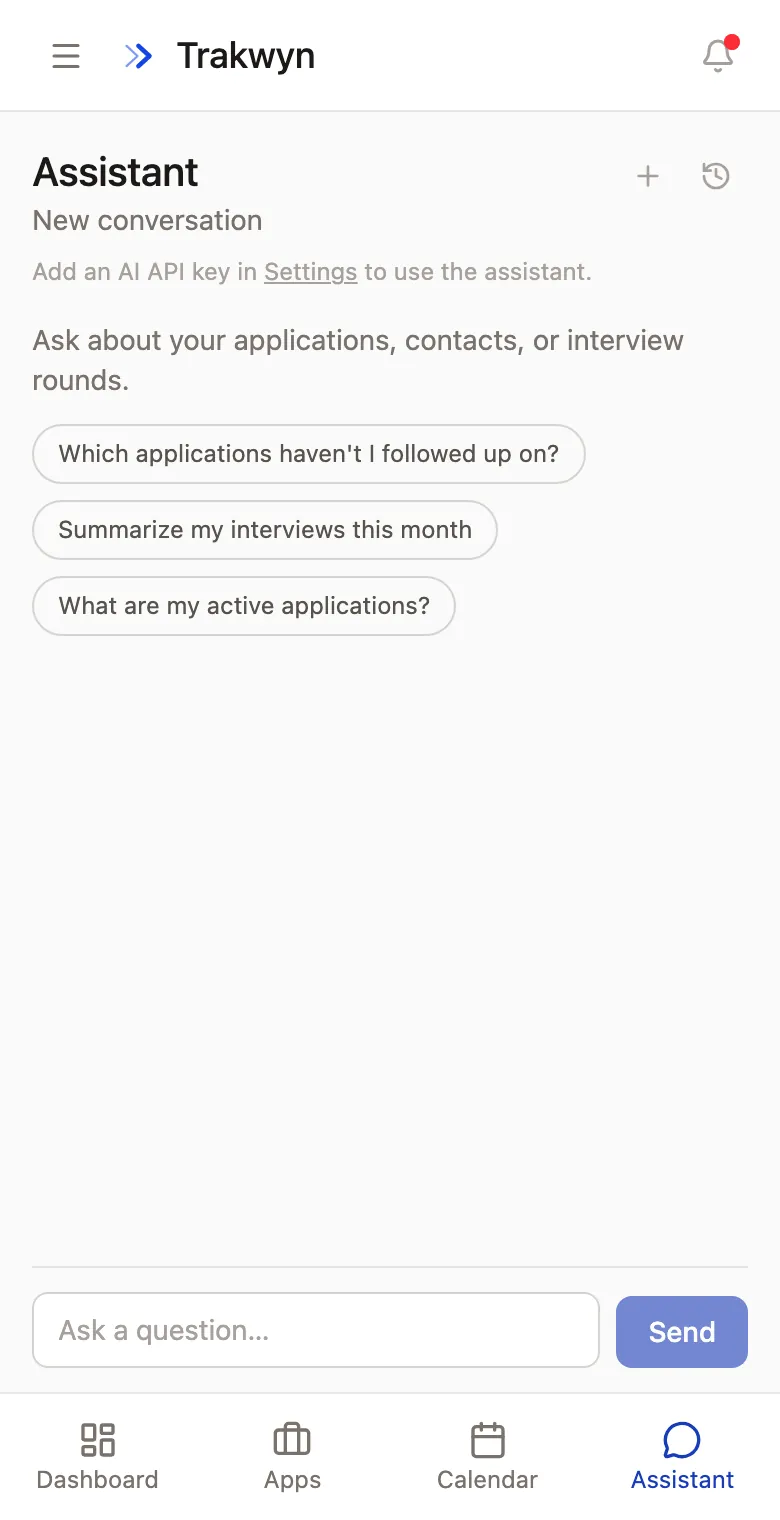 Trakwyn
Assistant
New conversation
Add an AI API key in Settings to use the assistant.
Ask about your applications, contacts, or interview
rounds.
Which applications haven't I followed up on?
Summarize my interviews this month
What are my active applications?
Ask a question...
Send
Dashboard
Apps
Calendar
Assistant